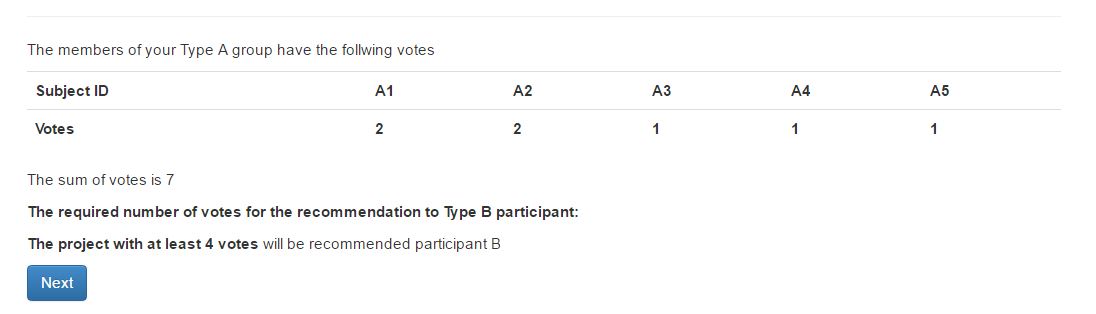 The members of your Type A group have the follwing votes
Subject ID A1 A2 A3 A4 A5
Votes 2 2 1 1 1
The sum of votes is 7
The required number of votes for the recommendation to Type B participant:
The project with at least 4 votes will be recommended participant B
Next